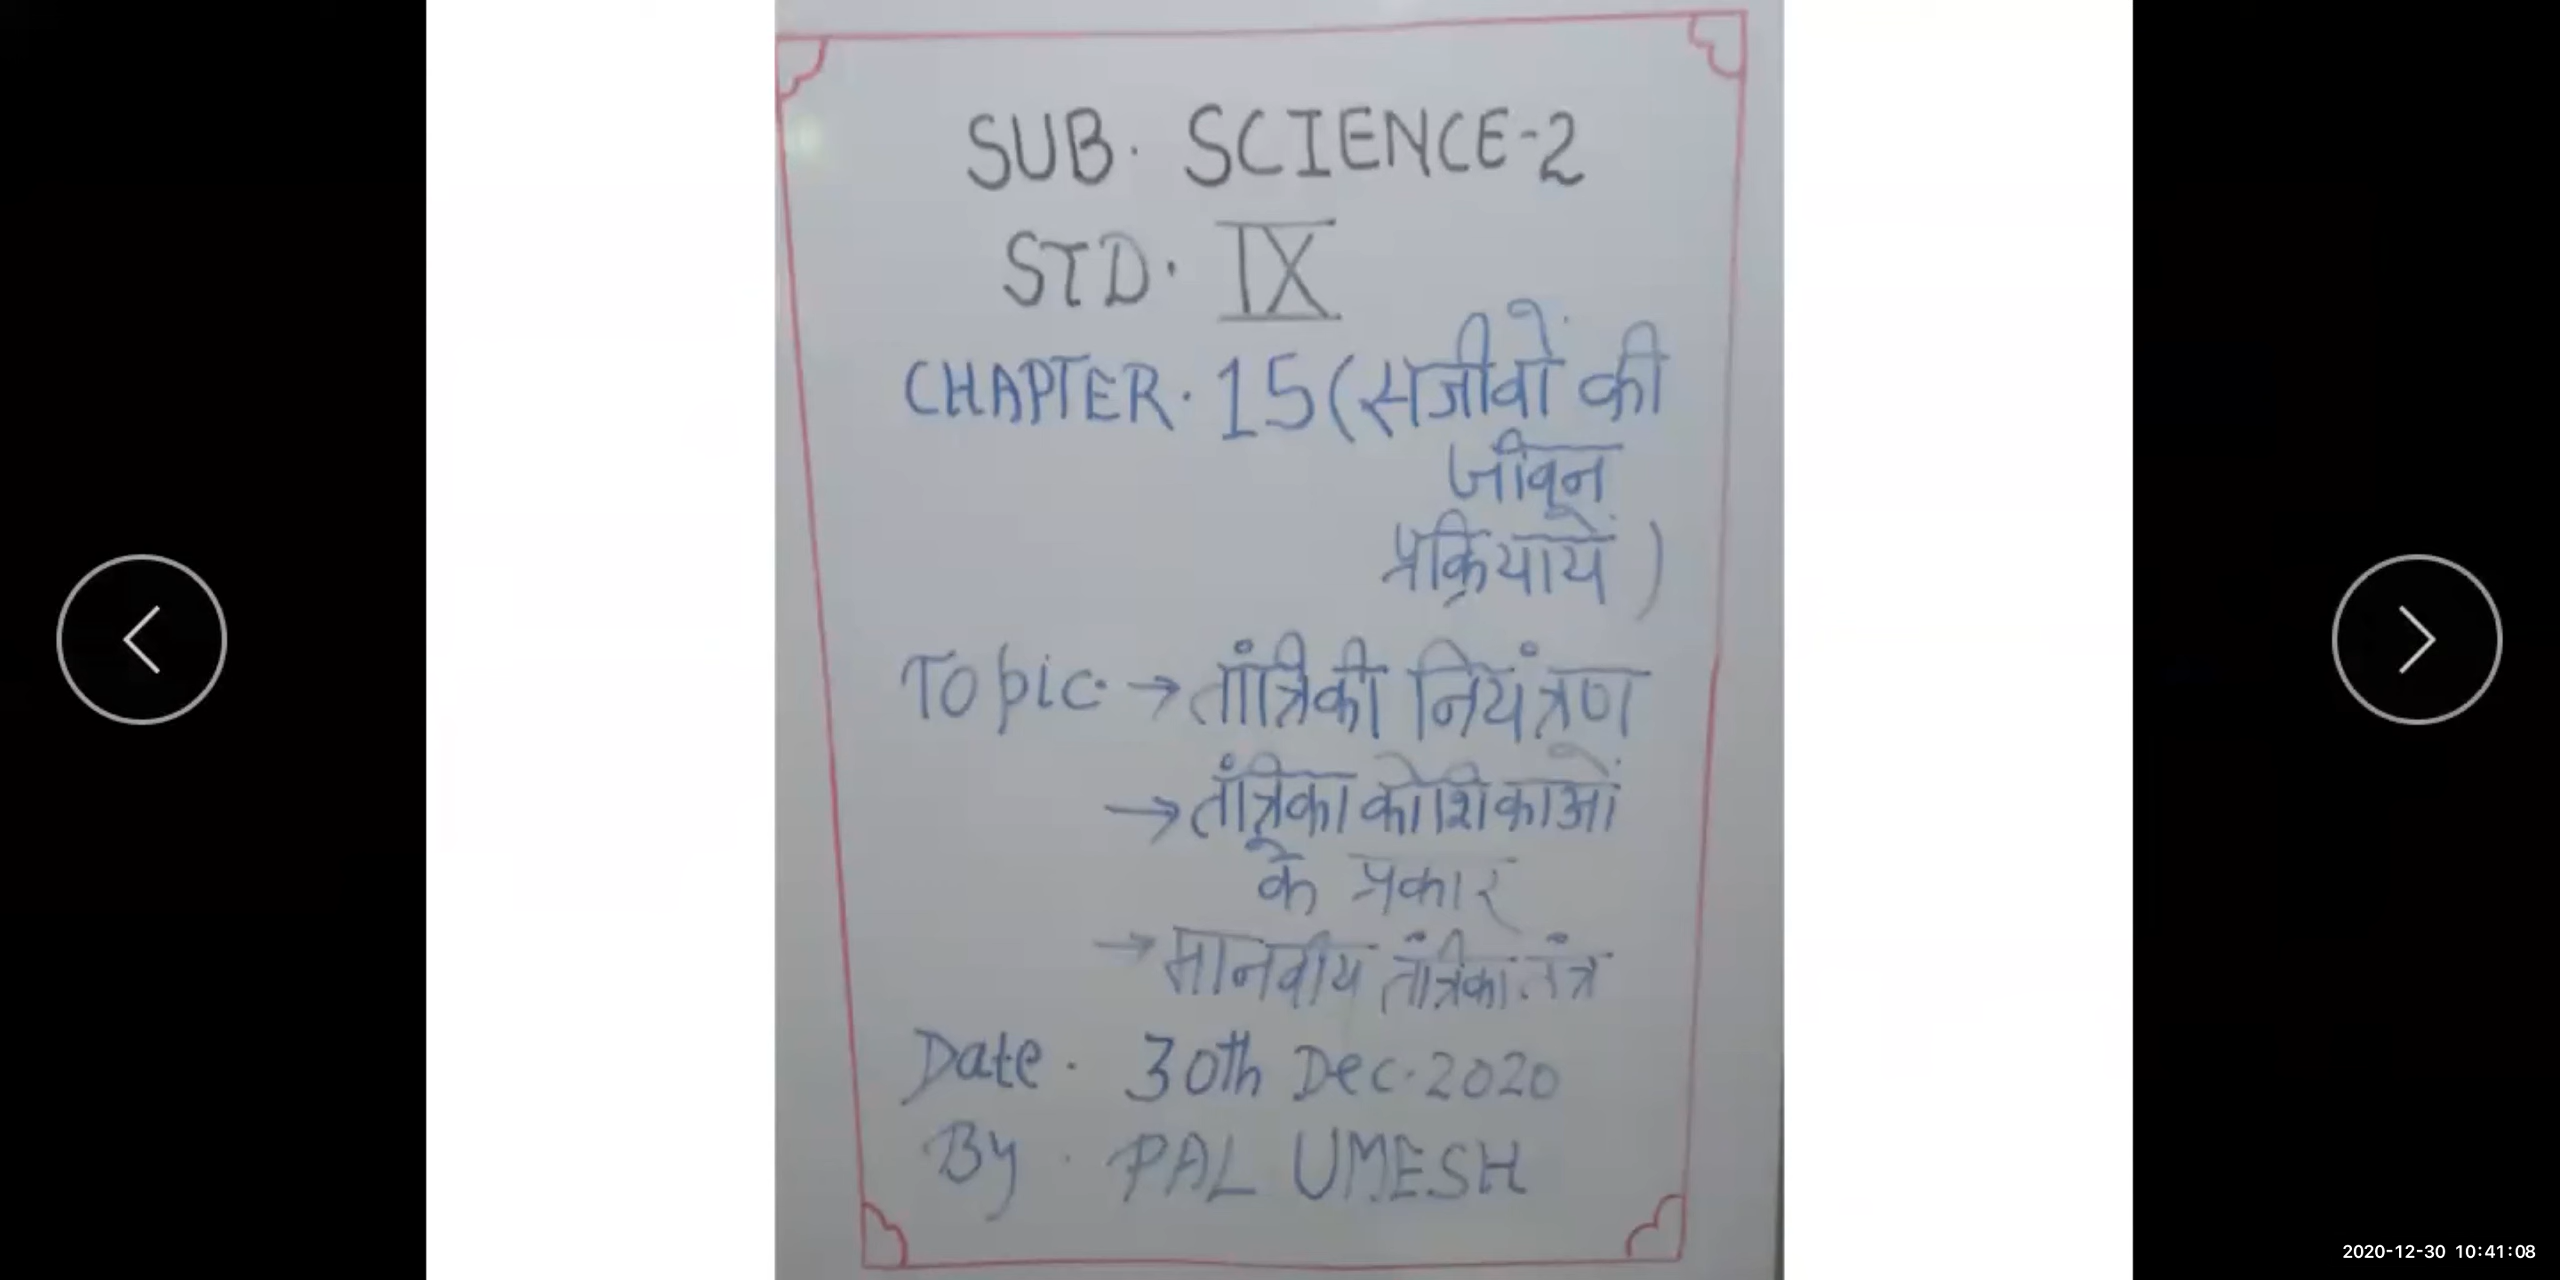 SUB. SCIENCE-2
STD. IX
CHAPTER. 15 (सजीवों की
जीवन
प्रक्रियायें)
Topic. → तांत्रिकी नियंत्रण
→ तांत्रिका कोशिकाओं
के प्रकार
→ मानवीय तांत्रिका तंत्र
Date. 30th Dec. 2020
By. PAL UMESH
2020-12-30 10:41:08